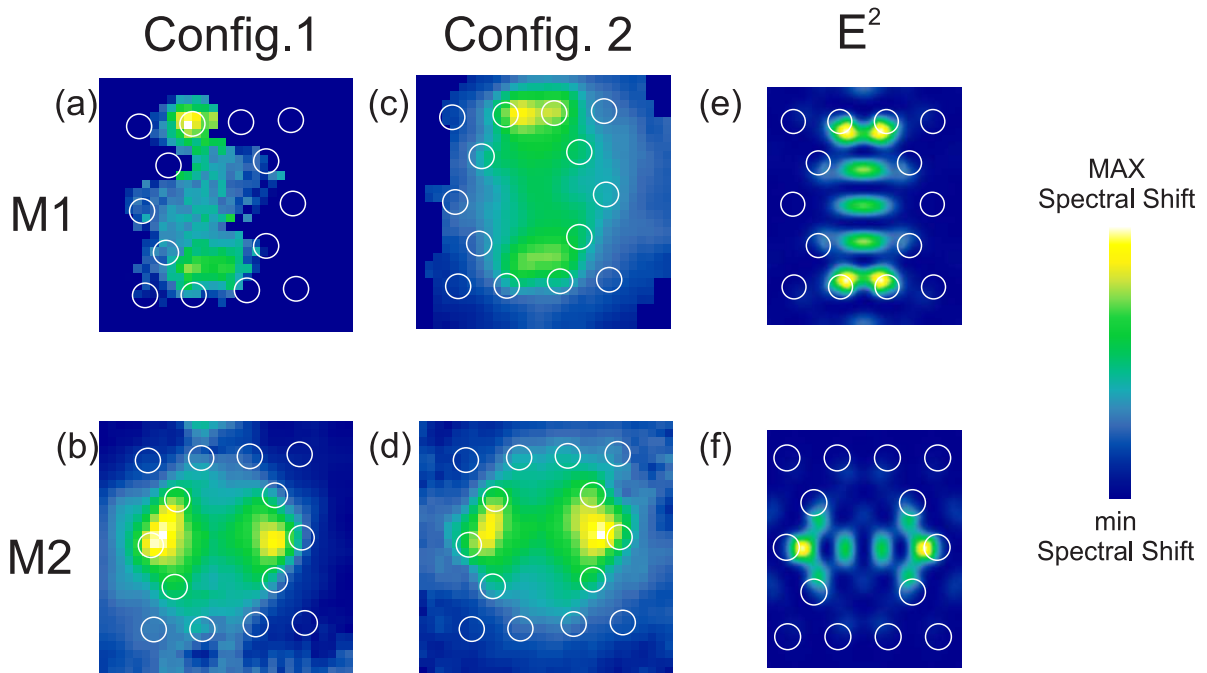 Config.1
Config. 2
E²
(a)
(c)
(e)
M1
MAX
Spectral Shift
(b)
(d)
(f)
M2
min
Spectral Shift